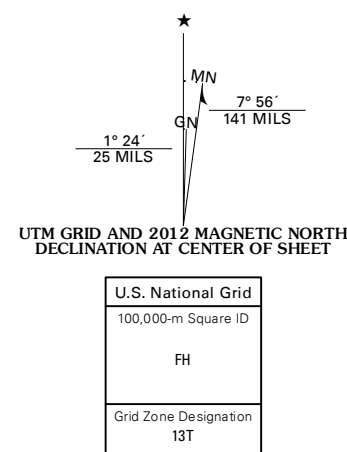 MN
7° 56´
141 MILS
GN
1° 24´
25 MILS
UTM GRID AND 2012 MAGNETIC NORTH
DECLINATION AT CENTER OF SHEET
U.S. National Grid
100,000-m Square ID
FH
Grid Zone Designation
13T